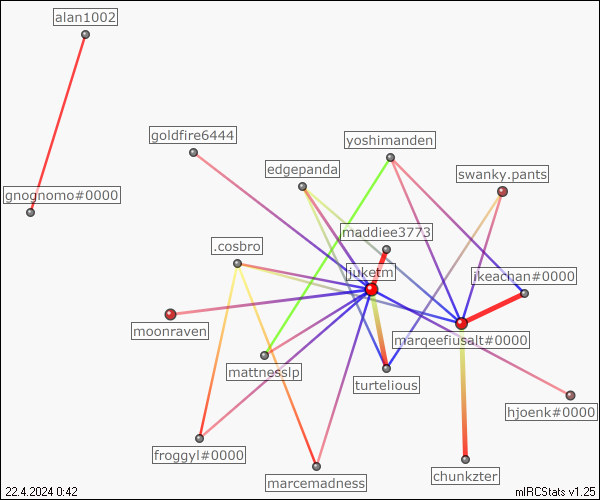 alan1002
goldfire6444
yoshimanden
edgepanda
swanky.pants
gnognomo#0000
maddiee3773
.cosbro
juketm
ikeachan#0000
moonraven
marqeefiusalt#0000
mattnesslp
turtelious
hjoenk#0000
froggyl#0000
chunkzter
marcemadness
22.4.2024 0:42
mIRCStats v1.25